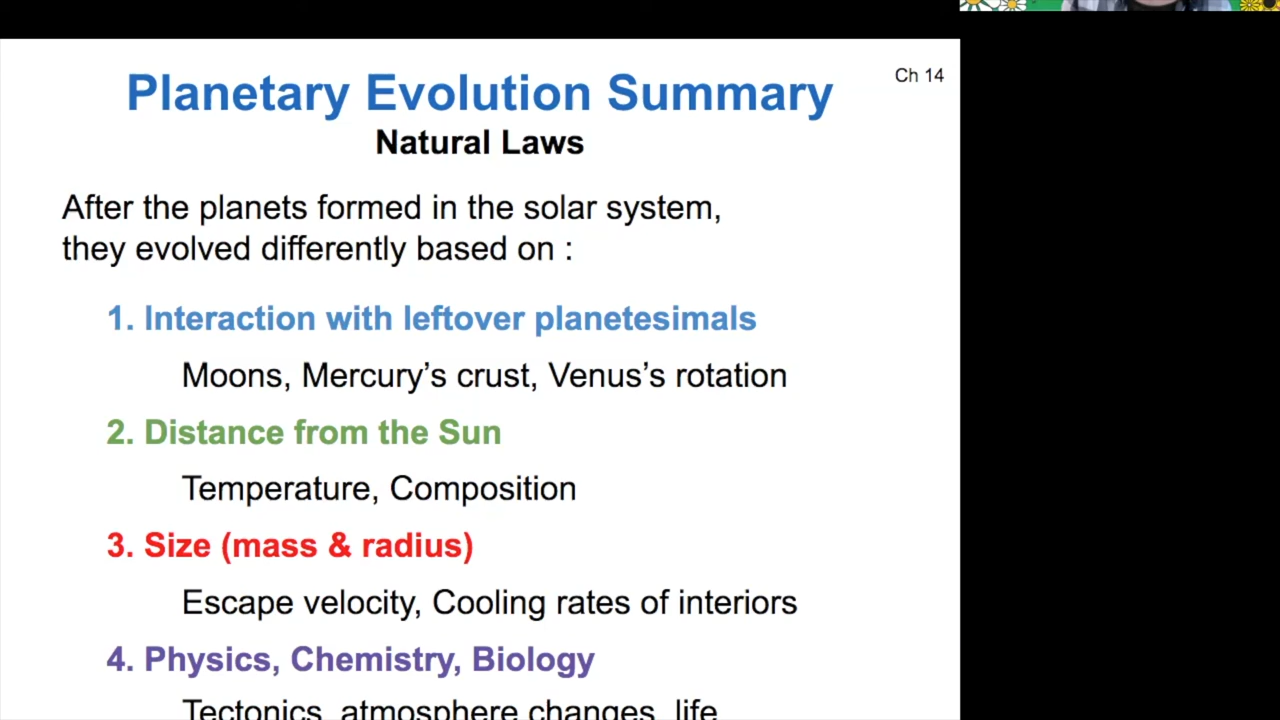 Ch 14
Planetary Evolution Summary
Natural Laws
After the planets formed in the solar system,
they evolved differently based on :
1. Interaction with leftover planetesimals
Moons, Mercury’s crust, Venus’s rotation
2. Distance from the Sun
Temperature, Composition
3. Size (mass & radius)
Escape velocity, Cooling rates of interiors
4. Physics, Chemistry, Biology
Tectonics, atmosphere changes, life